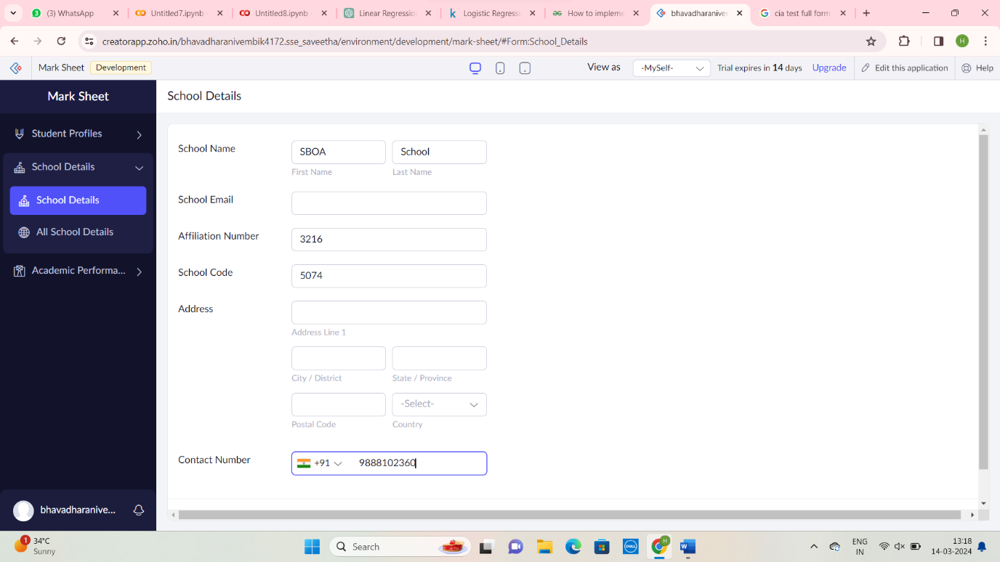 (3) WhatsApp
Untitled7.ipynb
Untitled8.ipynb -
Linear Regressio
Logistic Regress
How to impleme
bhavadharaniver
cia test full form
creatorapp.zoho.in/bhavadharanivembik4172.sse_saveetha/environment/development/mark-sheet/#Form:School_Details
H
Mark Sheet
Development
View as
-MySelf-
Trial expires in 14 days
Upgrade
Edit this application
Help
Mark Sheet
Student Profiles
School Details
School Details
All School Details
Academic Performa...
bhavadharanive...
School Details
School Name
SBOA
School
First Name
Last Name
School Email
Affiliation Number
3216
School Code
5074
Address
Address Line 1
City / District
State / Province
-Select-
Postal Code
Country
Contact Number
+91
9888102360
1
34°C
Sunny
Search
DELL
H
W
ENG
IN
13:18
14-03-2024